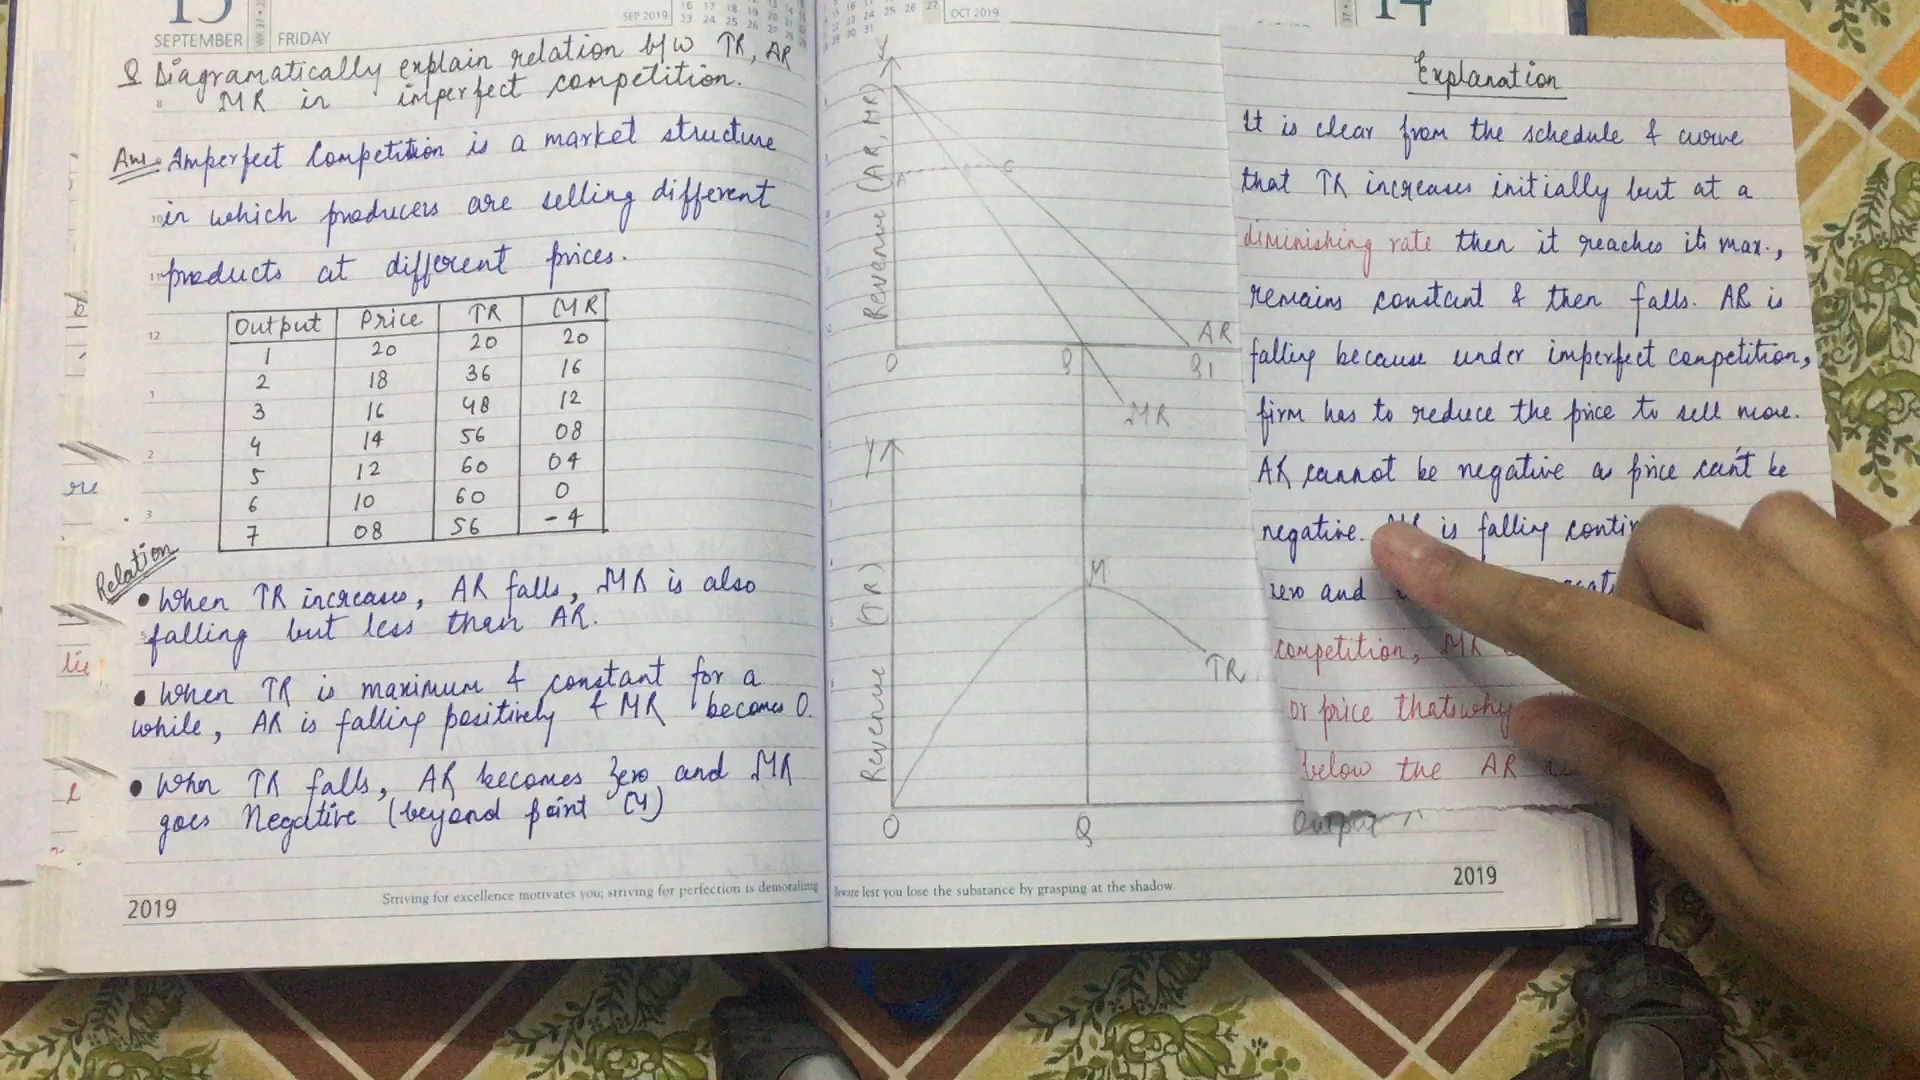 SEPTEMBER
FRIDAY
SEP 2019
Q Diagramatically explain relation b/w TR, AR
MR in imperfect competition.
Ans. Imperfect Competition is a market structure
in which producers are selling different
products at different prices.
Output Price TR MR
1 20 20 20
2 18 36 16
3 16 48 12
4 14 56 08
5 12 60 04
6 10 60 0
7 08 56 -4
Relation
• When TR increases, AR falls, MR is also
falling but less than AR.
• When TR is maximum & constant for a
while, AR is falling positively & MR becomes 0.
• When TR falls, AR becomes zero and MR
goes Negative (beyond point M)
2019
Striving for excellence motivates you; striving for perfection is demoralizing
OCT 2019
14
Revenue (AR, MR)
A
C
AR
O
Q
Q1
MR
Y
Revenue (TR)
M
TR
O
Q
Output
Beware lest you lose the substance by grasping at the shadow.
2019
Explanation
It is clear from the schedule & curve
that TR increases initially but at a
diminishing rate then it reaches its max.,
remains constant & then falls. AR is
falling because under imperfect competition,
firm has to reduce the price to sell more.
AR cannot be negative as price can't be
negative. MR is falling
zero and
competition, MR
or price thatswhy
below the AR